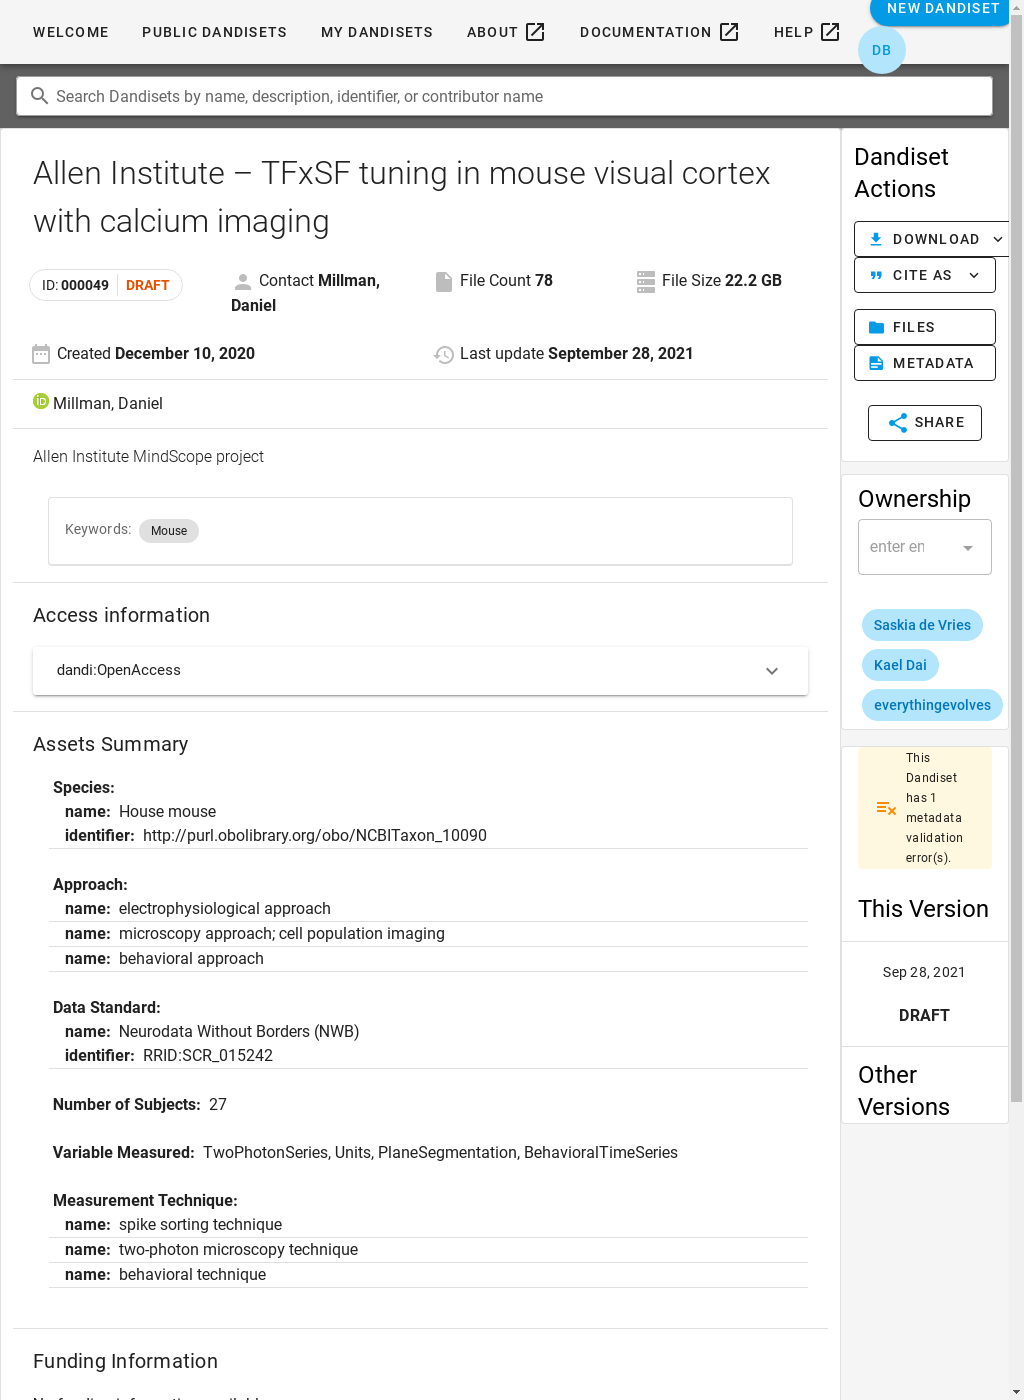 WELCOME PUBLIC DANDISETS MY DANDISETS ABOUT DOCUMENTATION HELP NEW DANDISET
DB
Search Dandisets by name, description, identifier, or contributor name
Allen Institute – TFxSF tuning in mouse visual cortex
with calcium imaging
ID: 000049 DRAFT
Contact Millman,
Daniel
File Count 78
File Size 22.2 GB
Created December 10, 2020
Last update September 28, 2021
Millman, Daniel
Allen Institute MindScope project
Keywords: Mouse
Access information
dandi:OpenAccess
Assets Summary
Species:
name: House mouse
identifier: http://purl.obolibrary.org/obo/NCBITaxon_10090
Approach:
name: electrophysiological approach
name: microscopy approach; cell population imaging
name: behavioral approach
Data Standard:
name: Neurodata Without Borders (NWB)
identifier: RRID:SCR_015242
Number of Subjects: 27
Variable Measured: TwoPhotonSeries, Units, PlaneSegmentation, BehavioralTimeSeries
Measurement Technique:
name: spike sorting technique
name: two-photon microscopy technique
name: behavioral technique
Funding Information
Dandiset
Actions
DOWNLOAD
CITE AS
FILES
METADATA
SHARE
Ownership
enter en
Saskia de Vries
Kael Dai
everythingevolves
This
Dandiset
has 1
metadata
validation
error(s).
This Version
Sep 28, 2021
DRAFT
Other
Versions